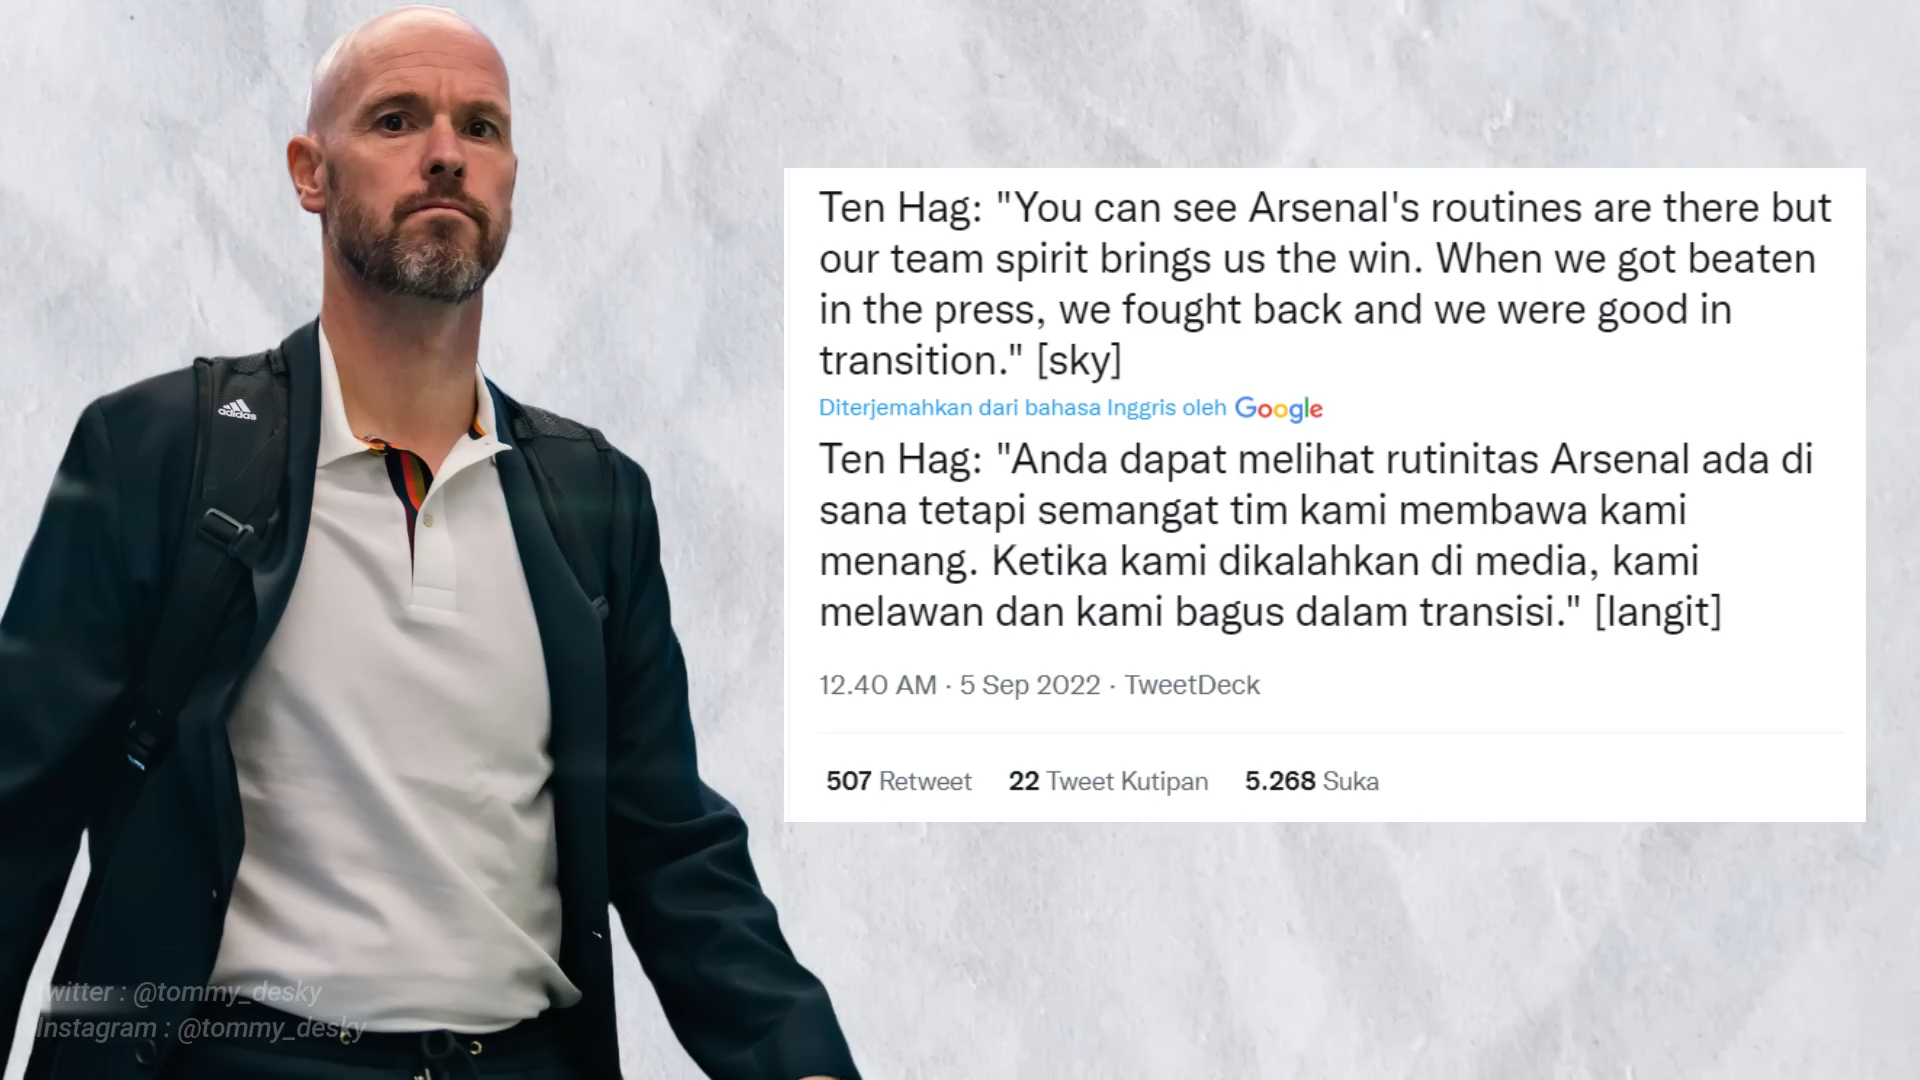 adidas
Ten Hag: "You can see Arsenal's routines are there but
our team spirit brings us the win. When we got beaten
in the press, we fought back and we were good in
transition." [sky]
Diterjemahkan dari bahasa Inggris oleh Google
Ten Hag: "Anda dapat melihat rutinitas Arsenal ada di
sana tetapi semangat tim kami membawa kami
menang. Ketika kami dikalahkan di media, kami
melawan dan kami bagus dalam transisi." [langit]
12.40 AM · 5 Sep 2022 · TweetDeck
507 Retweet 22 Tweet Kutipan 5.268 Suka
twitter : @tommy_desky
Instagram : @tommy_desky